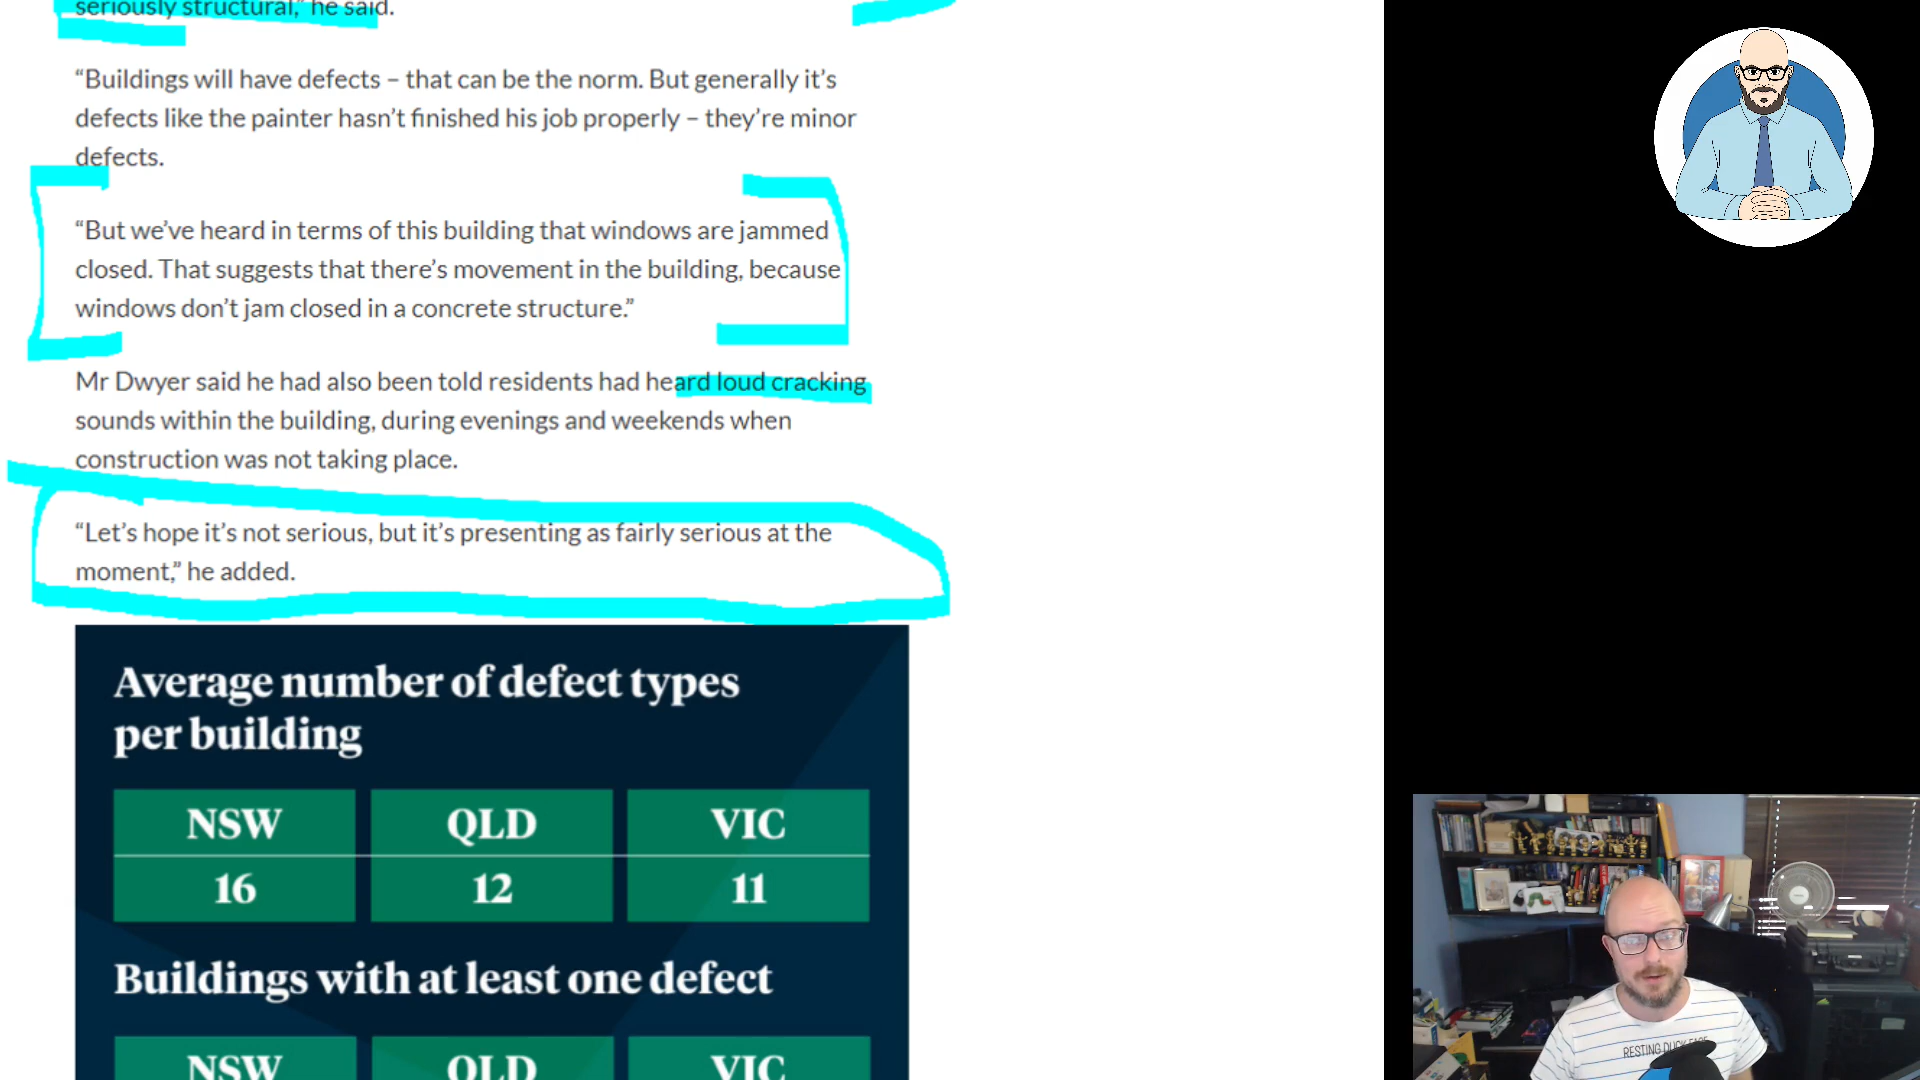 seriously structural,” he said.
“Buildings will have defects – that can be the norm. But generally it’s
defects like the painter hasn’t finished his job properly – they’re minor
defects.
“But we’ve heard in terms of this building that windows are jammed
closed. That suggests that there’s movement in the building, because
windows don’t jam closed in a concrete structure.”
Mr Dwyer said he had also been told residents had heard loud cracking
sounds within the building, during evenings and weekends when
construction was not taking place.
“Let’s hope it’s not serious, but it’s presenting as fairly serious at the
moment,” he added.
Average number of defect types
per building
NSW QLD VIC
16 12 11
Buildings with at least one defect
NSW QLD VIC
RESTING DUCK FACE